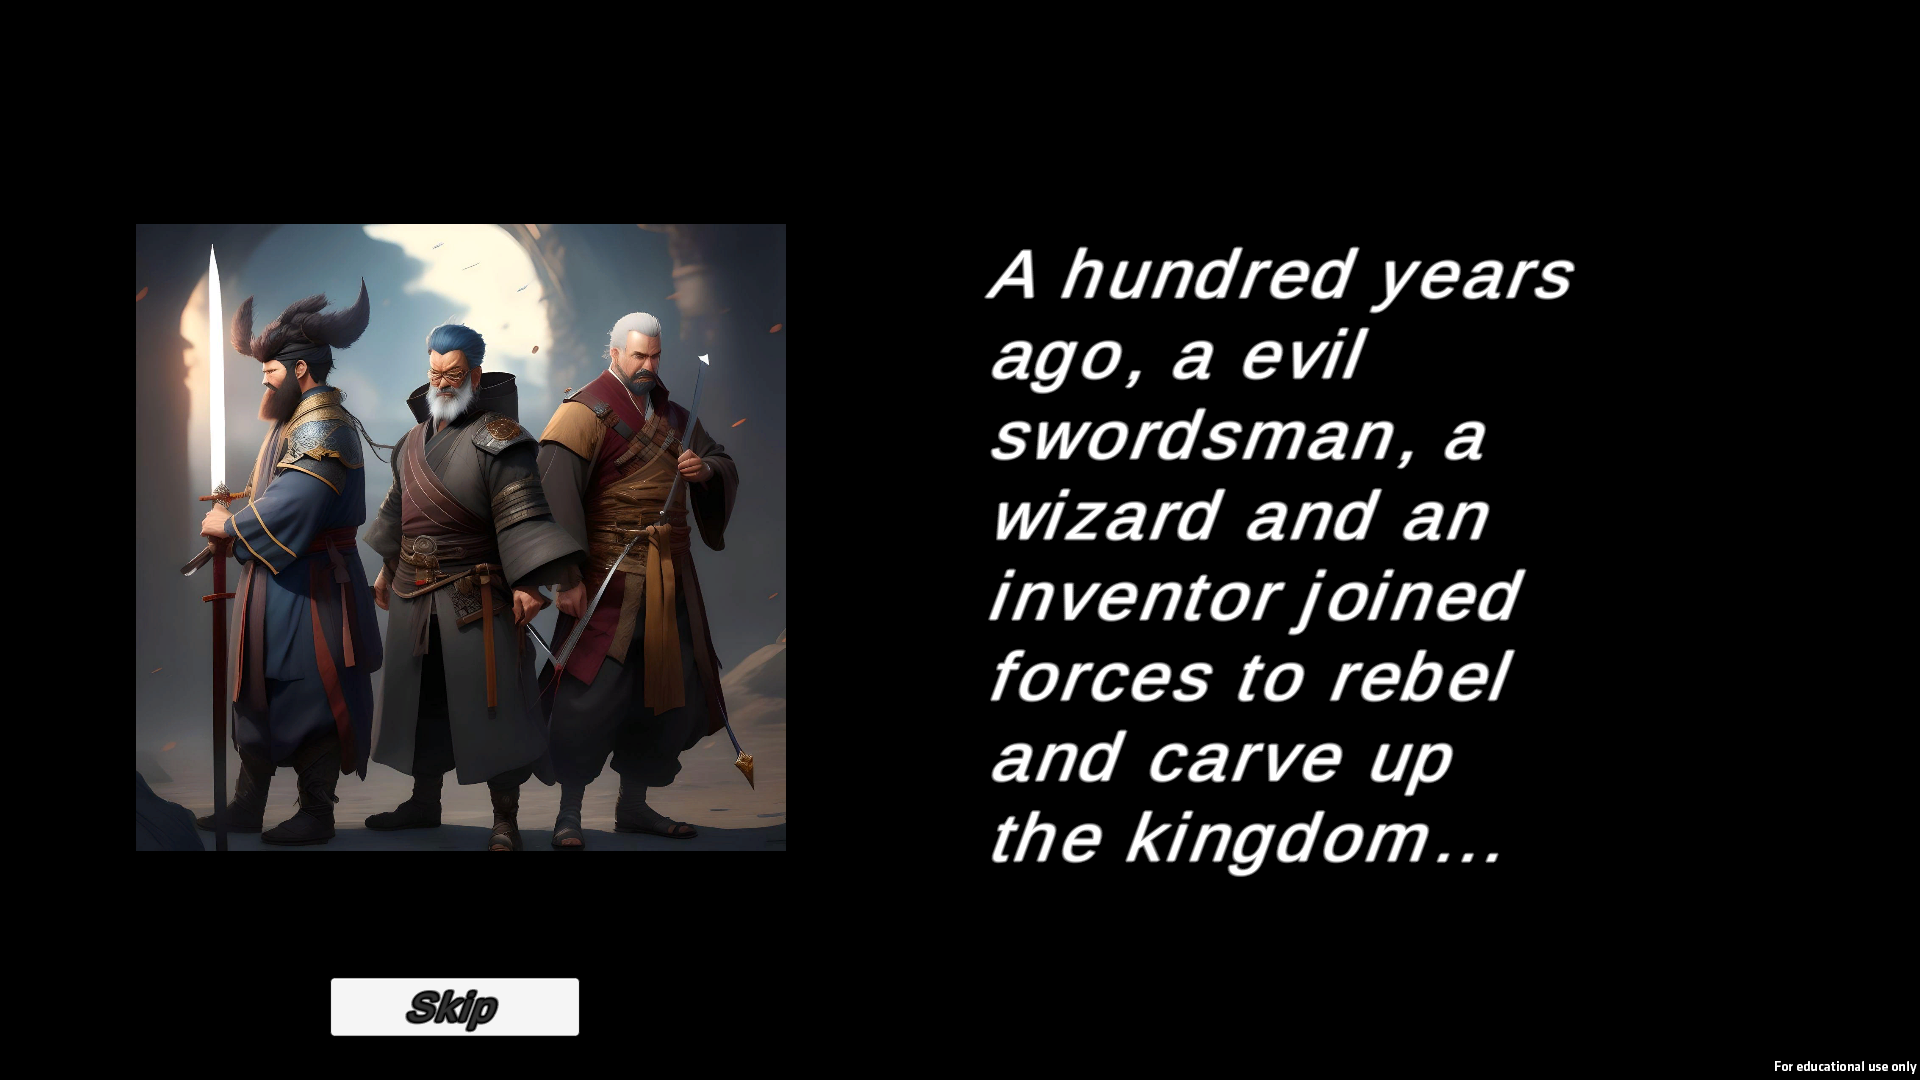 A hundred years
ago, a evil
swordsman, a
wizard and an
inventor joined
forces to rebel
and carve up
the kingdom...
Skip
For educational use only